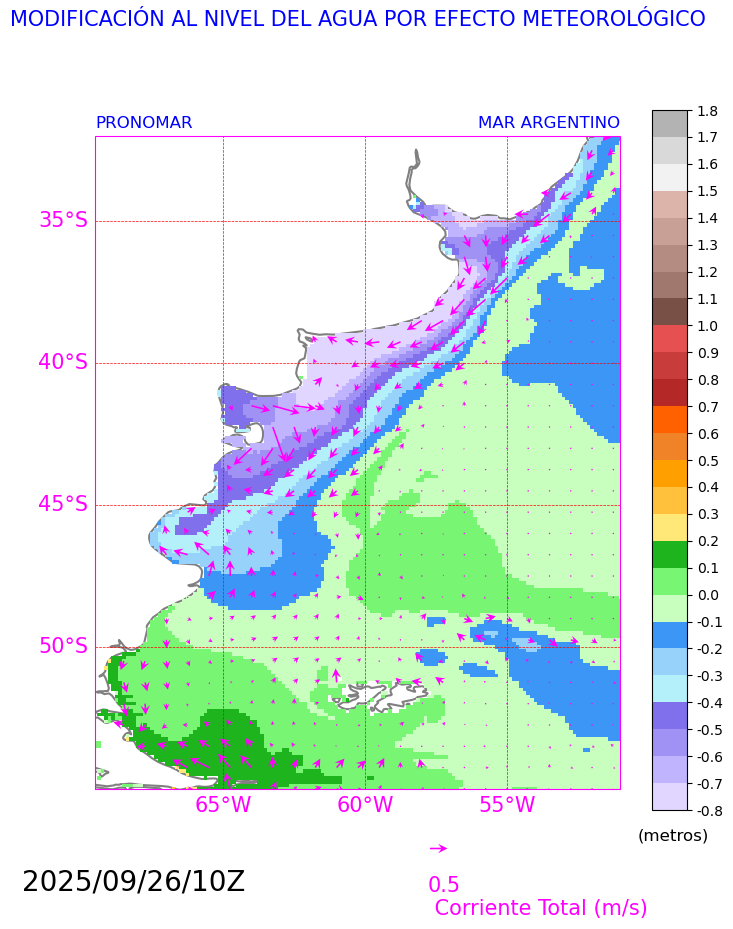 MODIFICACIÓN AL NIVEL DEL AGUA POR EFECTO METEOROLÓGICO
PRONOMAR MAR ARGENTINO
35°S
40°S
45°S
50°S
65°W 60°W 55°W
1.8
1.7
1.6
1.5
1.4
1.3
1.2
1.1
1.0
0.9
0.8
0.7
0.6
0.5
0.4
0.3
0.2
0.1
0.0
-0.1
-0.2
-0.3
-0.4
-0.5
-0.6
-0.7
-0.8
(metros)
2025/09/26/10Z
0.5
Corriente Total (m/s)